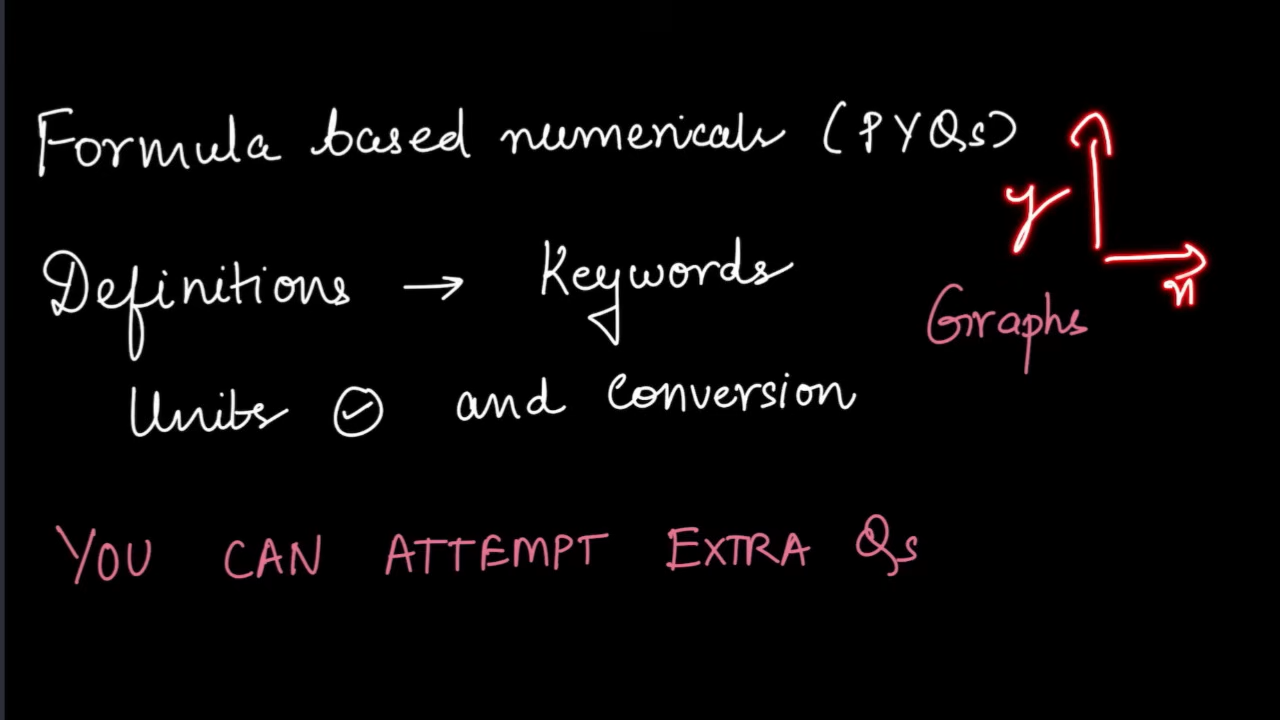 Formula based numericals (PYQs)
y
x
Definitions → Keywords
Graphs
Units and conversion
YOU CAN ATTEMPT EXTRA Qs